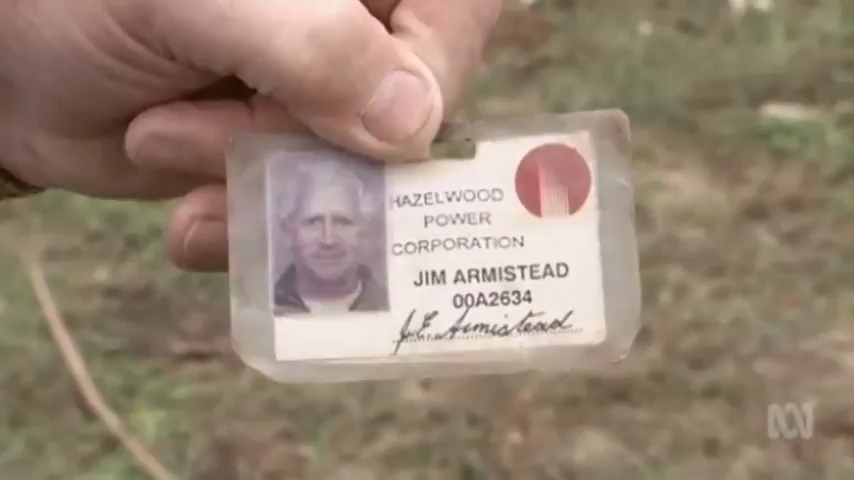 HAZELWOOD
POWER
CORPORATION
JIM ARMISTEAD
00A2634
J.E. Armistead